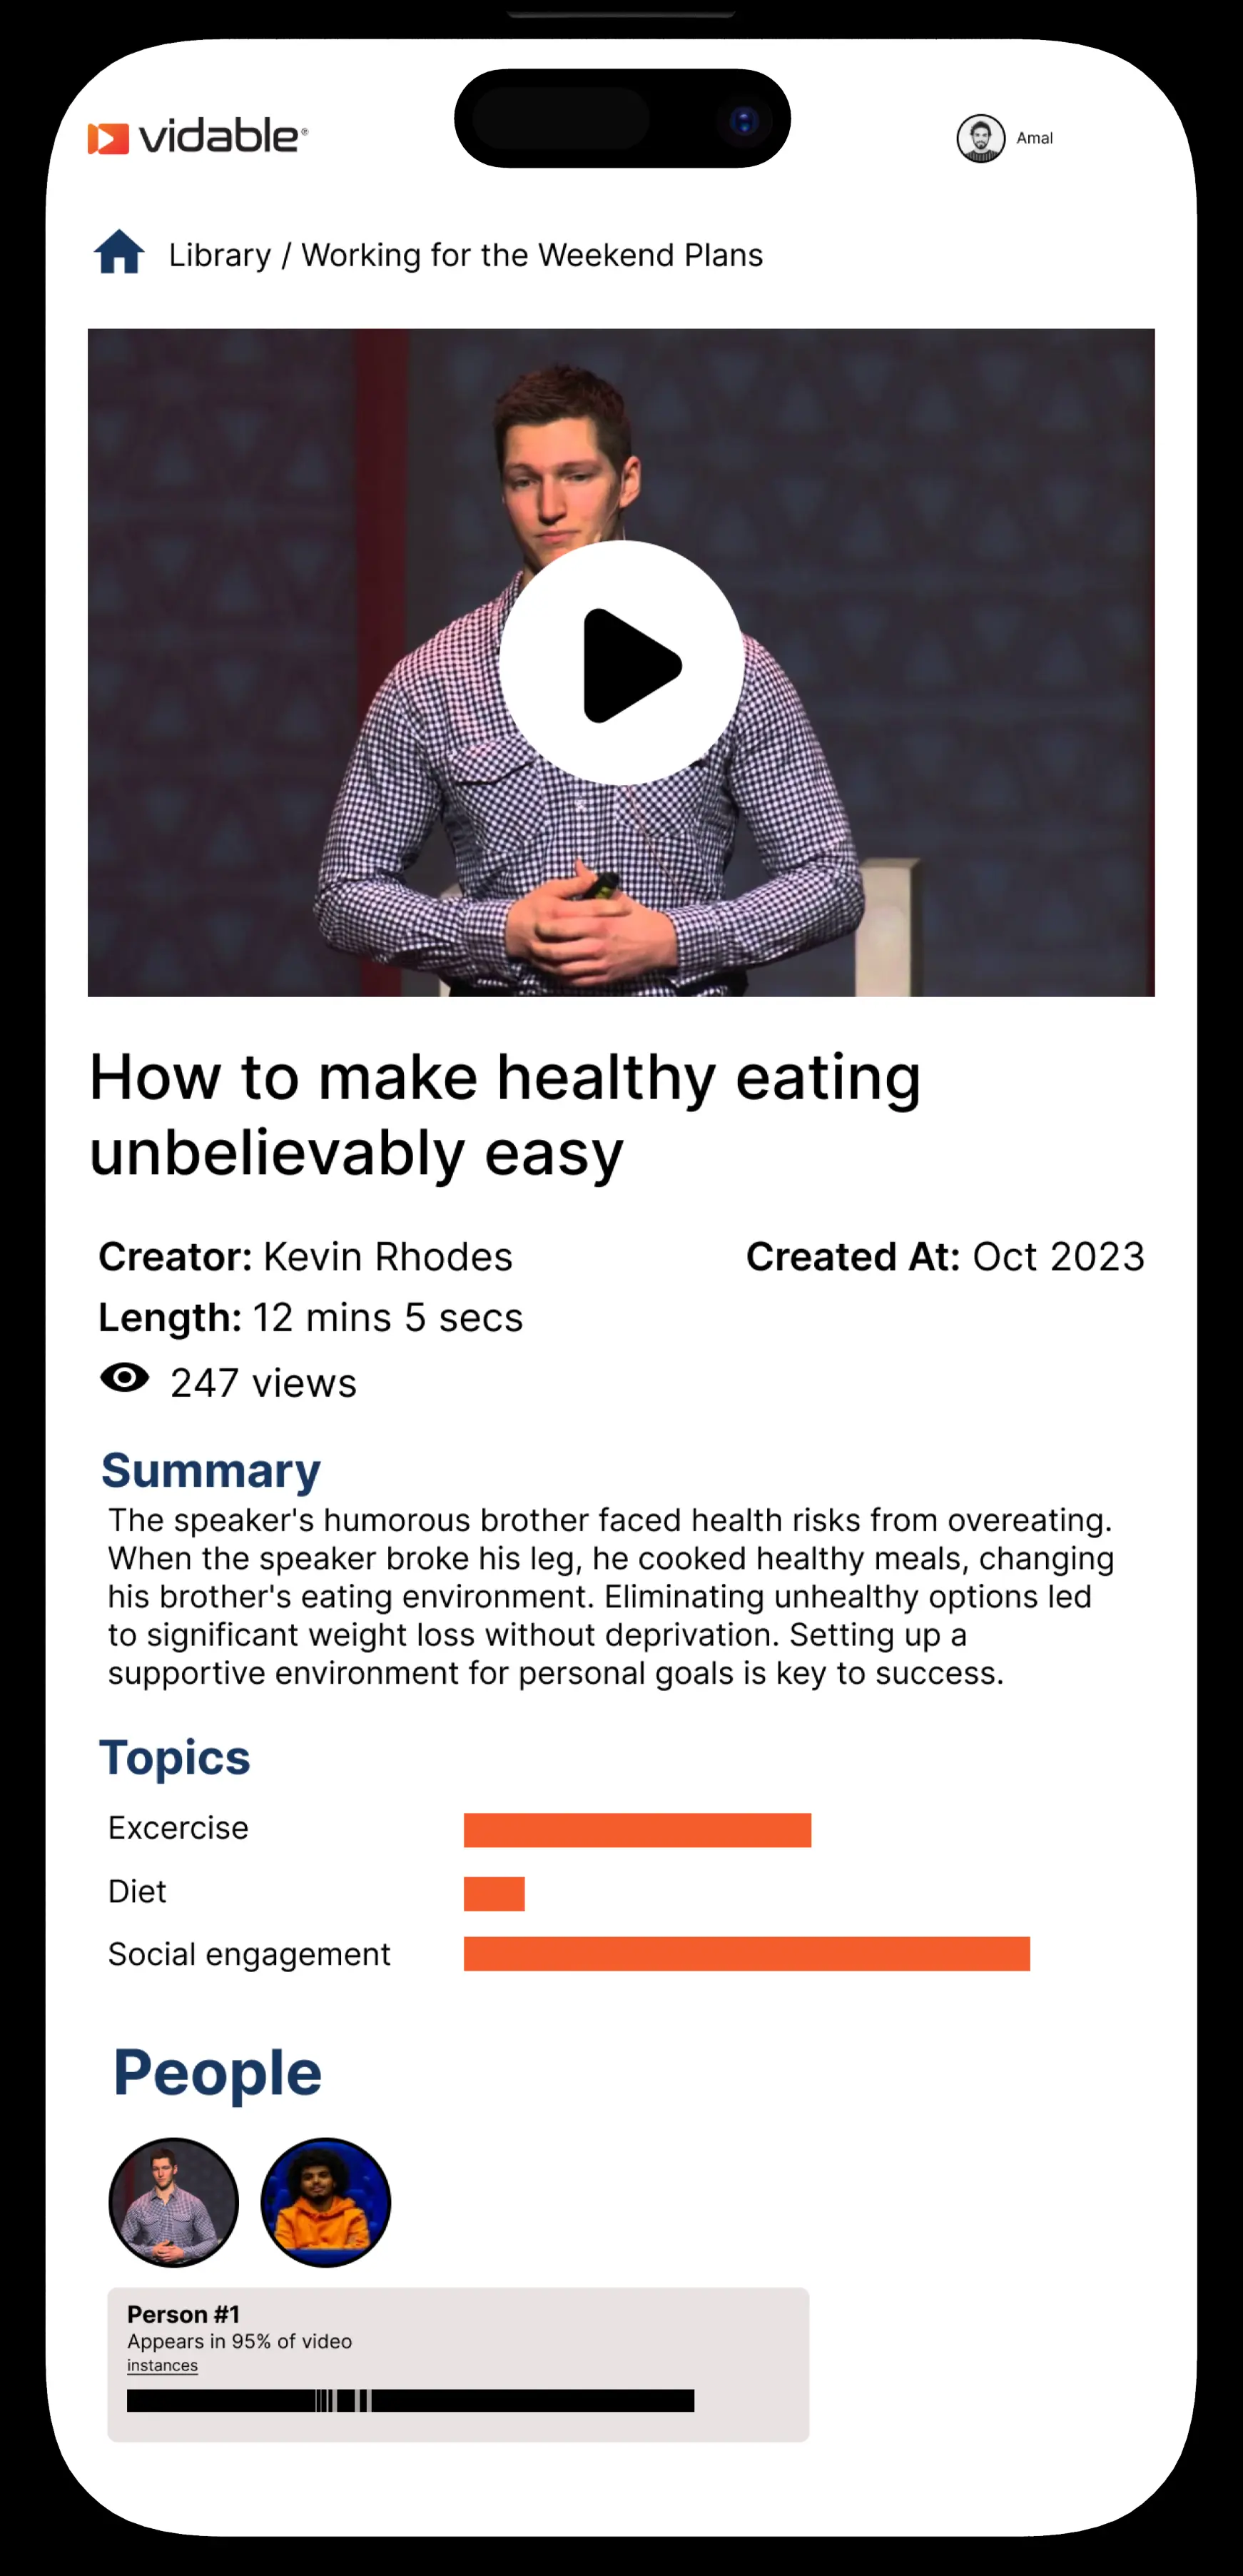 vidable®
Amal
Library / Working for the Weekend Plans
How to make healthy eating
unbelievably easy
Creator: Kevin Rhodes
Created At: Oct 2023
Length: 12 mins 5 secs
247 views
Summary
The speaker's humorous brother faced health risks from overeating.
When the speaker broke his leg, he cooked healthy meals, changing
his brother's eating environment. Eliminating unhealthy options led
to significant weight loss without deprivation. Setting up a
supportive environment for personal goals is key to success.
Topics
Excercise
Diet
Social engagement
People
Person #1
Appears in 95% of video
instances